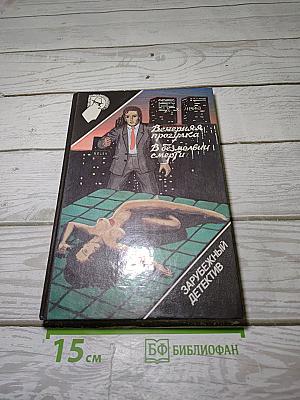 Вечерняя
прогулка
В безмолвии
смерти
ЗАРУБЕЖНЫЙ
ДЕТЕКТИВ
15 см
БФ БИБЛИОФАН